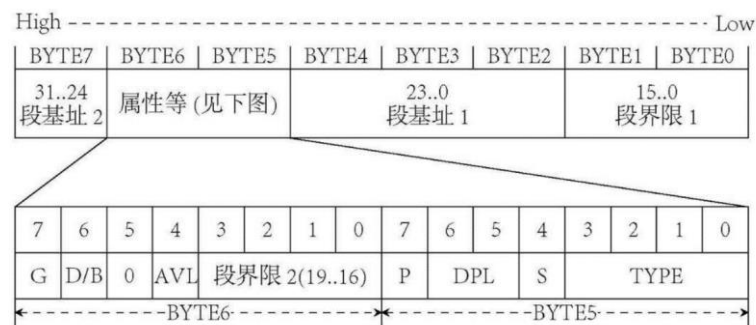 High Low
BYTE7 BYTE6 BYTE5 BYTE4 BYTE3 BYTE2 BYTE1 BYTE0
31..24 23..0 15..0
段基址 2 属性等 (见下图) 段基址 1 段界限 1
7 6 5 4 3 2 1 0 7 6 5 4 3 2 1 0
G D/B 0 AVL 段界限 2(19..16) P DPL S TYPE
BYTE6 BYTE5